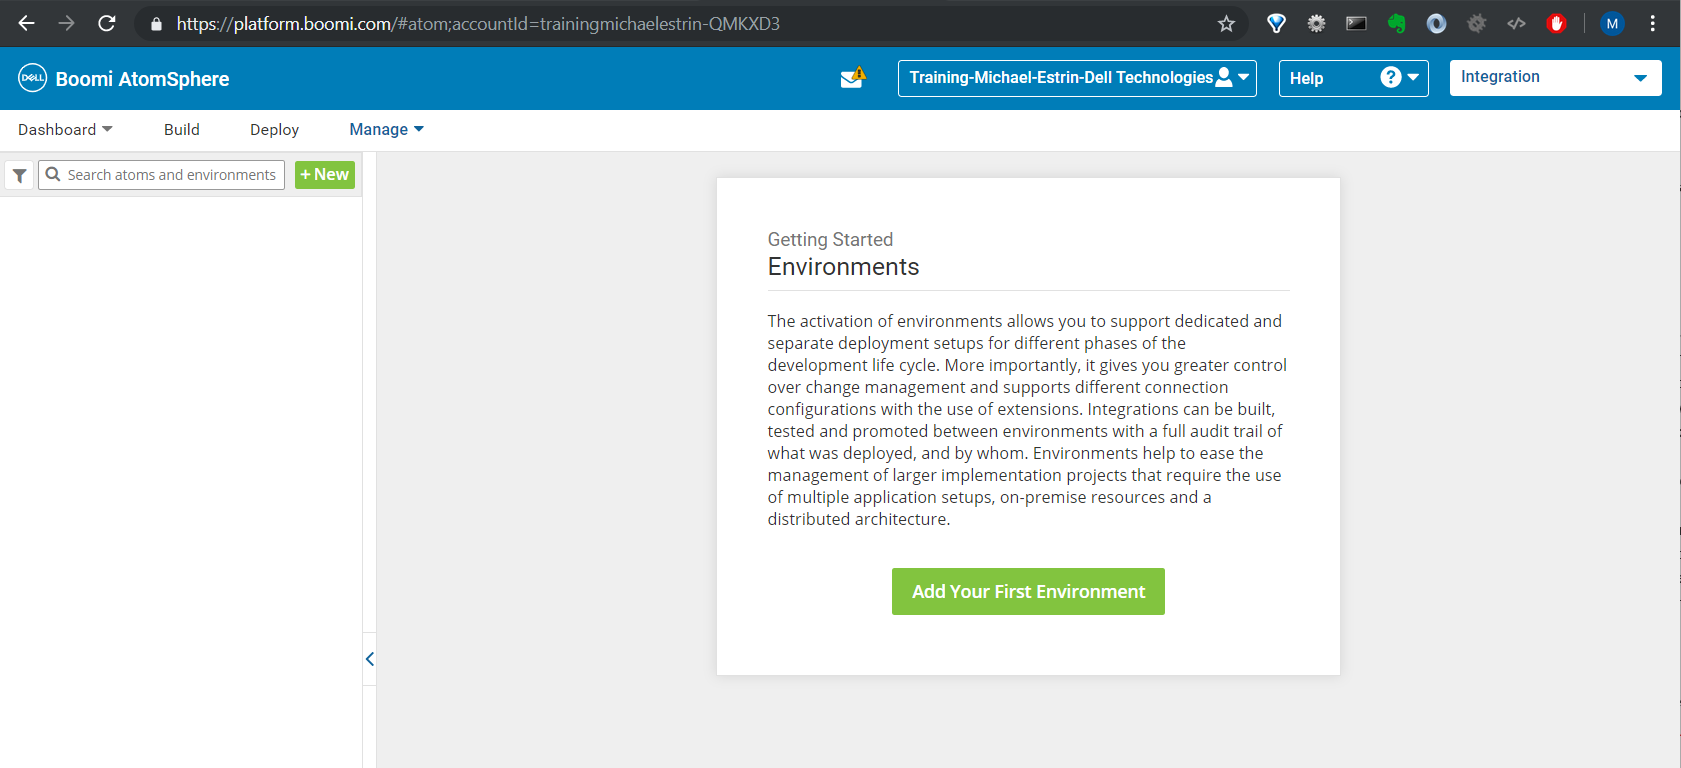 https://platform.boomi.com/#atom;accountId=trainingmichaelestrin-QMKXD3
M
DELL
Boomi AtomSphere
Training-Michael-Estrin-Dell Technologies
Help
?
Integration
Dashboard
Build
Deploy
Manage
Search atoms and environments
+ New
Getting Started
Environments
The activation of environments allows you to support dedicated and
separate deployment setups for different phases of the
development life cycle. More importantly, it gives you greater control
over change management and supports different connection
configurations with the use of extensions. Integrations can be built,
tested and promoted between environments with a full audit trail of
what was deployed, and by whom. Environments help to ease the
management of larger implementation projects that require the use
of multiple application setups, on-premise resources and a
distributed architecture.
Add Your First Environment